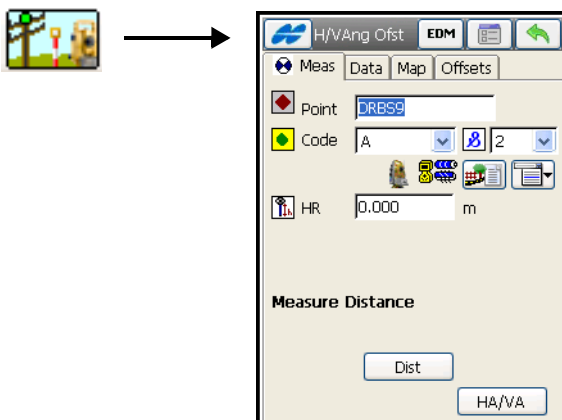 H/VAng Ofst EDM
Meas Data Map Offsets
Point DRBS9
Code A 2
HR 0.000 m
Measure Distance
Dist
HA/VA